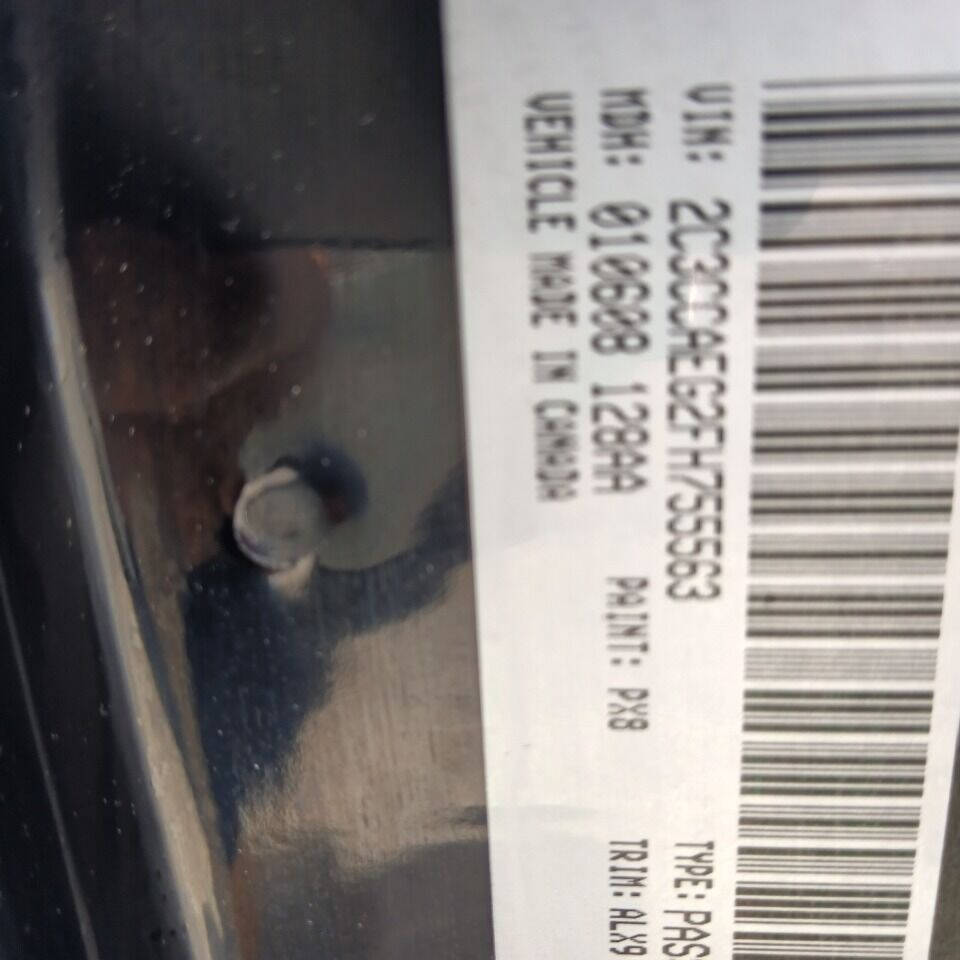 VIN: 2C3CCAEG2FH755563 TYPE: PAS
MDH: 010608 128AA PAINT: PX8 TRIM: ALX9
VEHICLE MADE IN CANADA